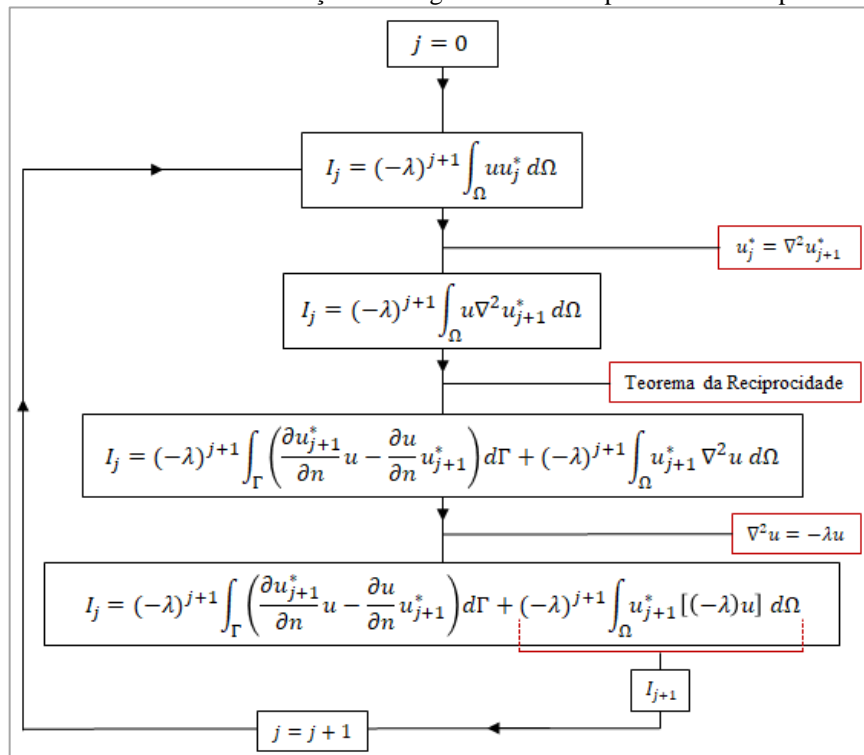 j = 0
I_j = (−λ)^{j+1} ∫_Ω uu_j^* dΩ
u_j^* = ∇²u_{j+1}^*
I_j = (−λ)^{j+1} ∫_Ω u∇²u_{j+1}^* dΩ
Teorema da Reciprocidade
I_j = (−λ)^{j+1} ∫_Γ (∂u_{j+1}^*/∂n u − ∂u/∂n u_{j+1}^*) dΓ + (−λ)^{j+1} ∫_Ω u_{j+1}^* ∇²u dΩ
∇²u = −λu
I_j = (−λ)^{j+1} ∫_Γ (∂u_{j+1}^*/∂n u − ∂u/∂n u_{j+1}^*) dΓ + (−λ)^{j+1} ∫_Ω u_{j+1}^* [(−λ)u] dΩ
I_{j+1}
j = j + 1